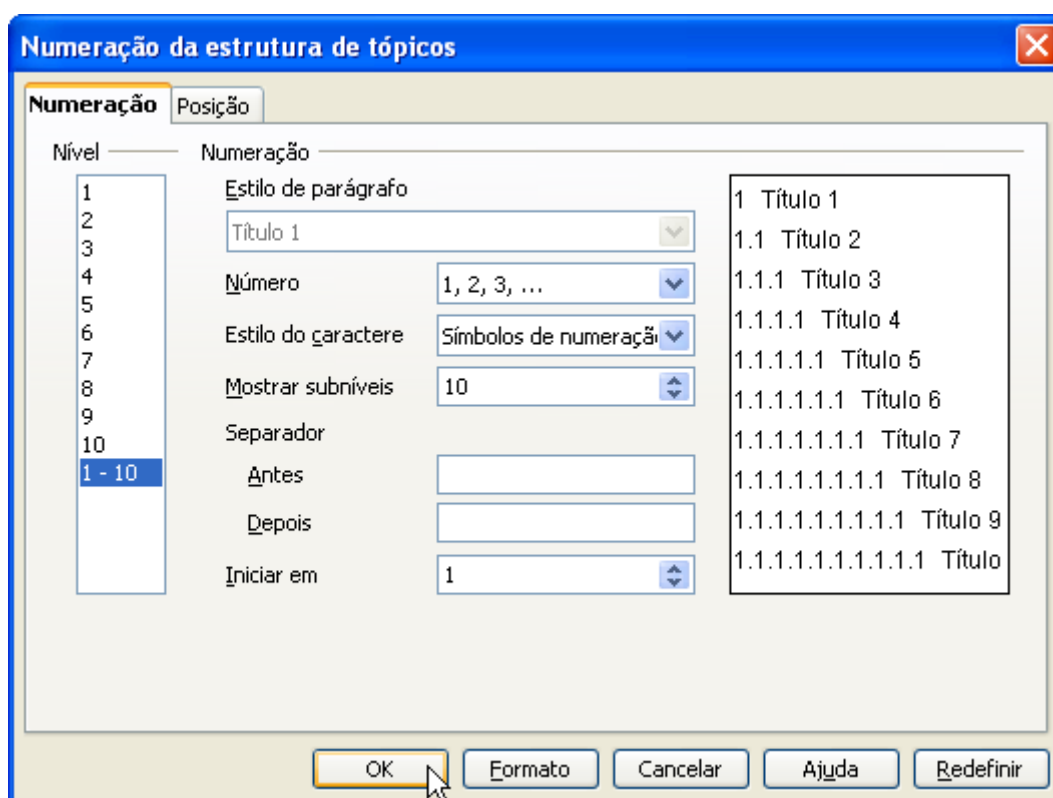 Numeração da estrutura de tópicos
Numeração Posição
Nível
1
2
3
4
5
6
7
8
9
10
1 - 10
Numeração
Estilo de parágrafo
Título 1
Número 1, 2, 3, ...
Estilo do caractere Símbolos de numeração
Mostrar subníveis 10
Separador
Antes
Depois
Iniciar em 1
1 Título 1
1.1 Título 2
1.1.1 Título 3
1.1.1.1 Título 4
1.1.1.1.1 Título 5
1.1.1.1.1.1 Título 6
1.1.1.1.1.1.1 Título 7
1.1.1.1.1.1.1.1 Título 8
1.1.1.1.1.1.1.1.1 Título 9
1.1.1.1.1.1.1.1.1.1 Título
OK Formato Cancelar Ajuda Redefinir